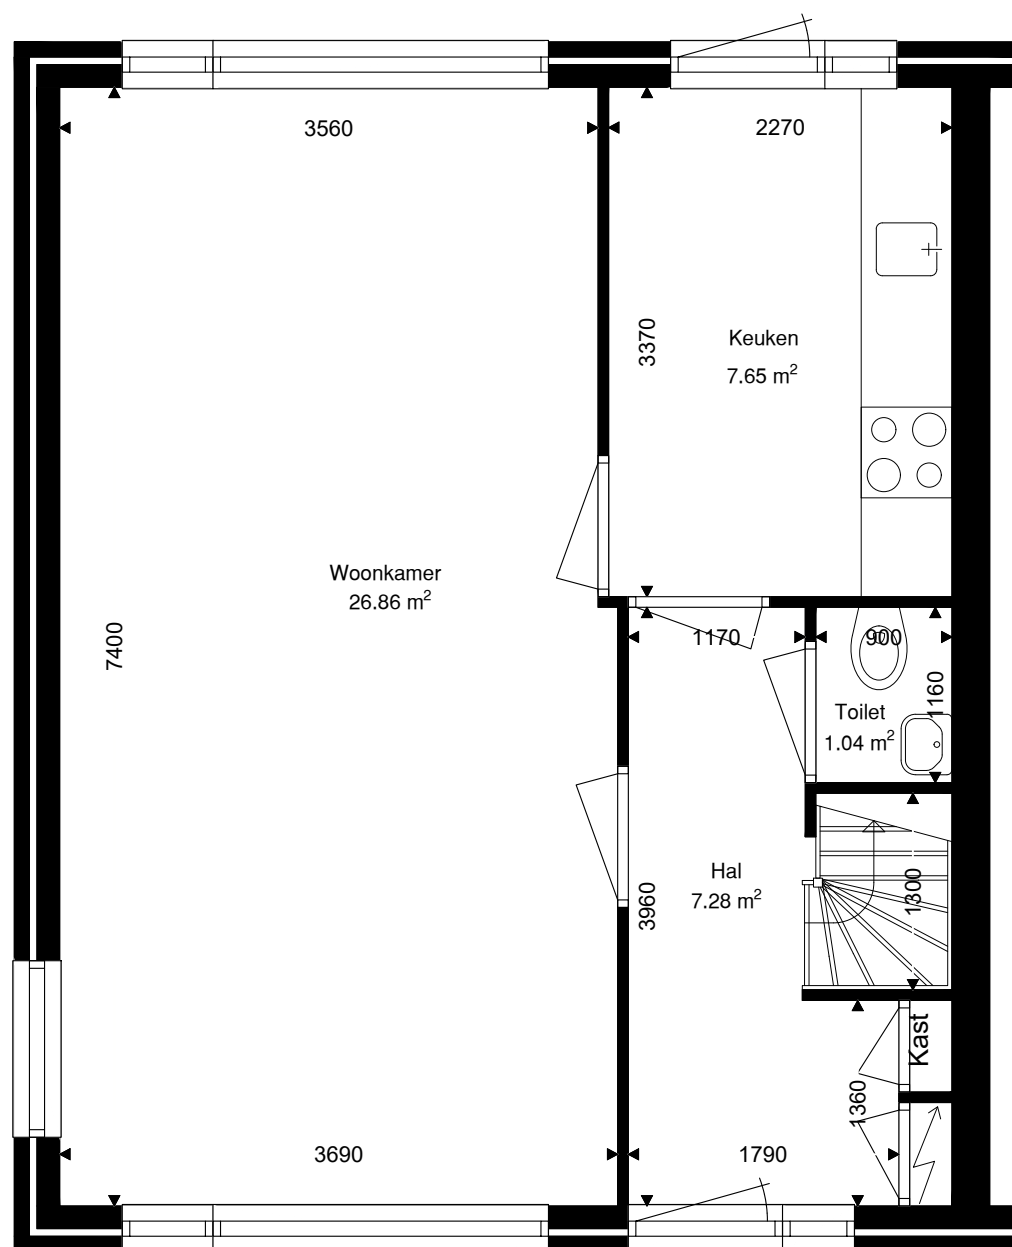 3560
2270
3370
Keuken
7.65 m²
Woonkamer
26.86 m²
7400
1170
900
1160
Toilet
1.04 m²
Hal
7.28 m²
3960
1300
Kast
1360
3690
1790